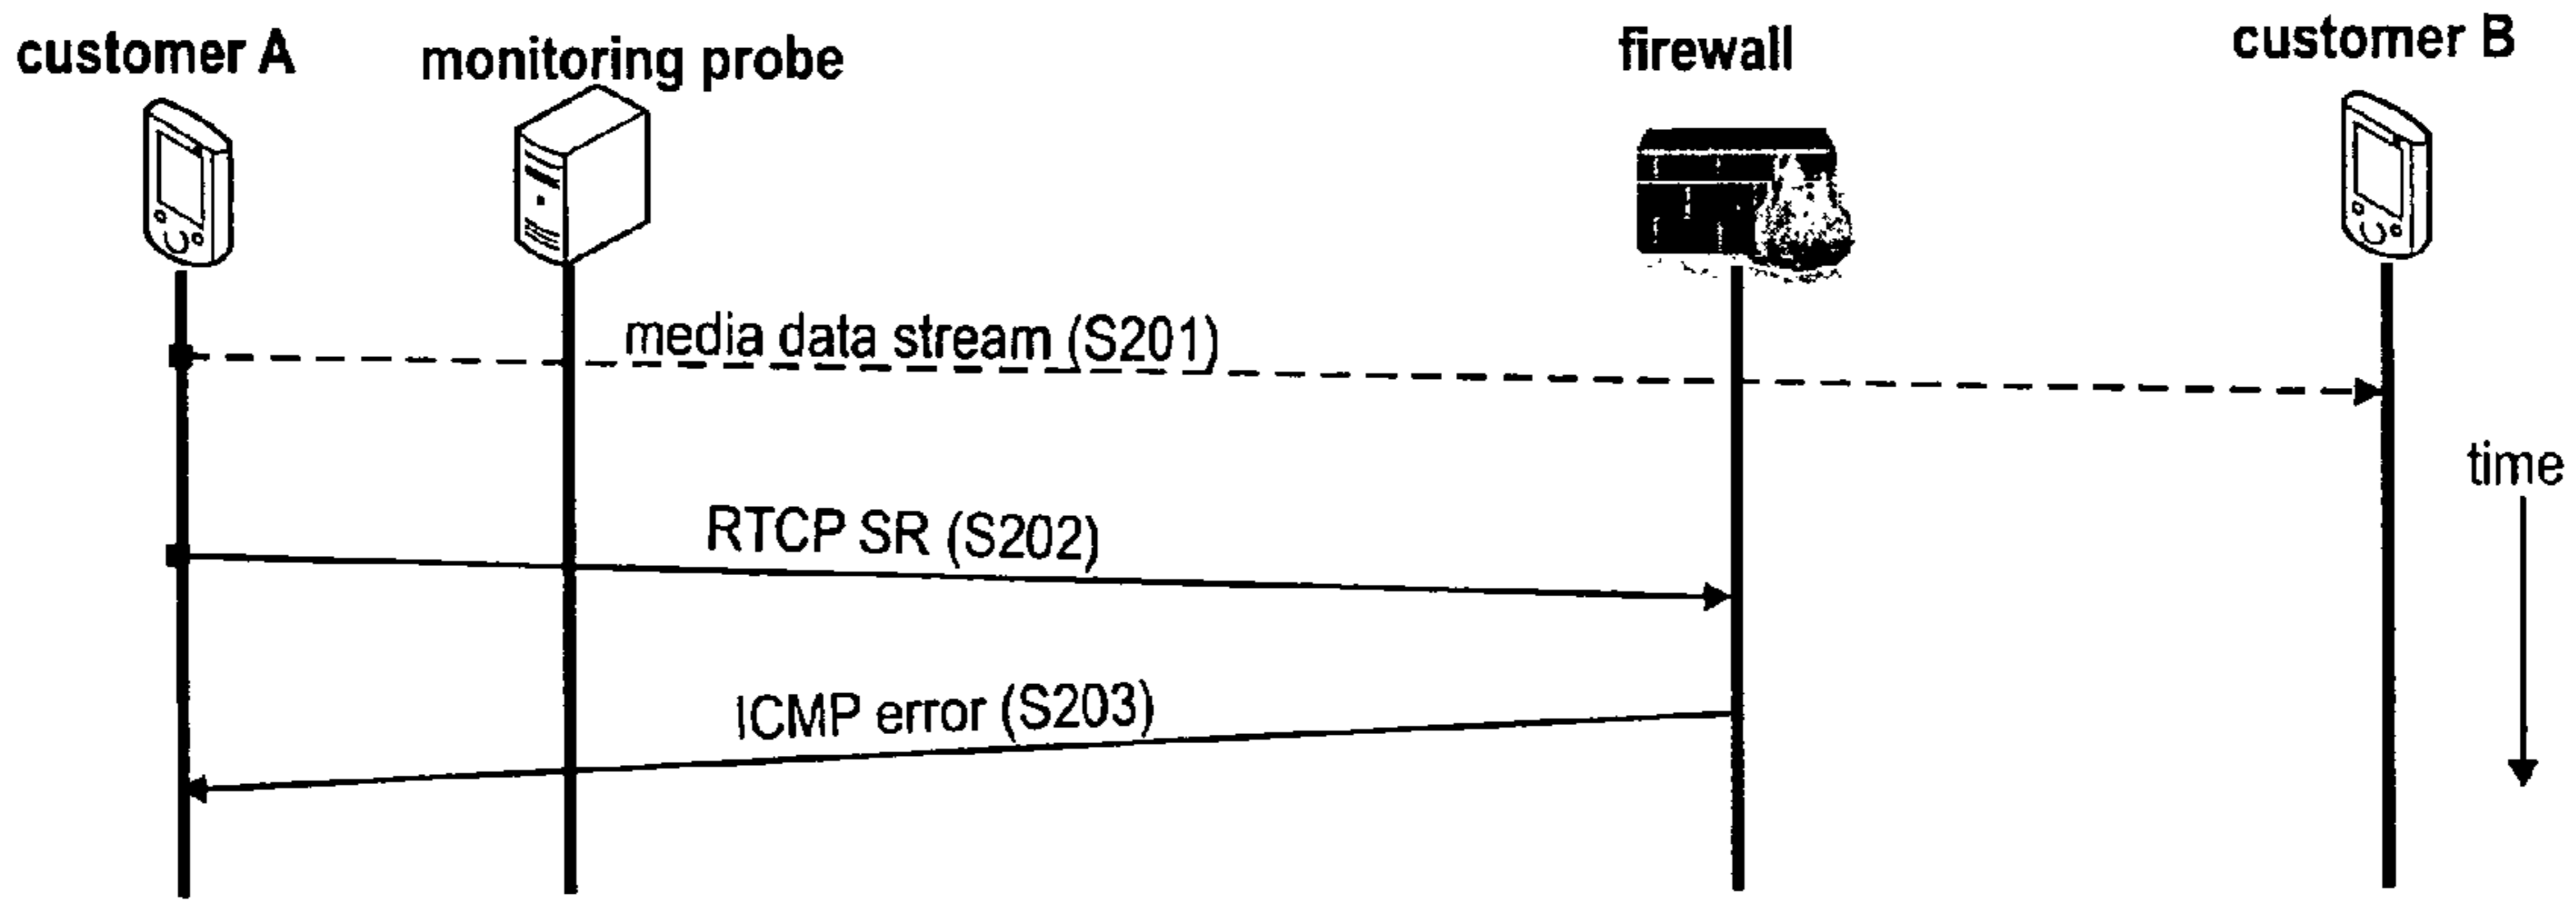 customer A
monitoring probe
firewall
customer B
media data stream (S201)
time
RTCP SR (S202)
ICMP error (S203)